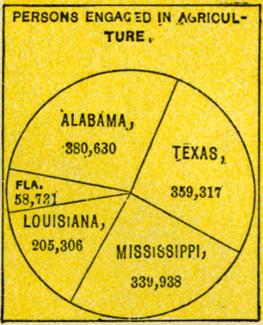 PERSONS ENGAGED IN AGRICUL-
TURE.
ALABAMA,
380,630
TEXAS,
359,317
FLA.
58,731
LOUISIANA,
205,306
MISSISSIPPI,
339,938